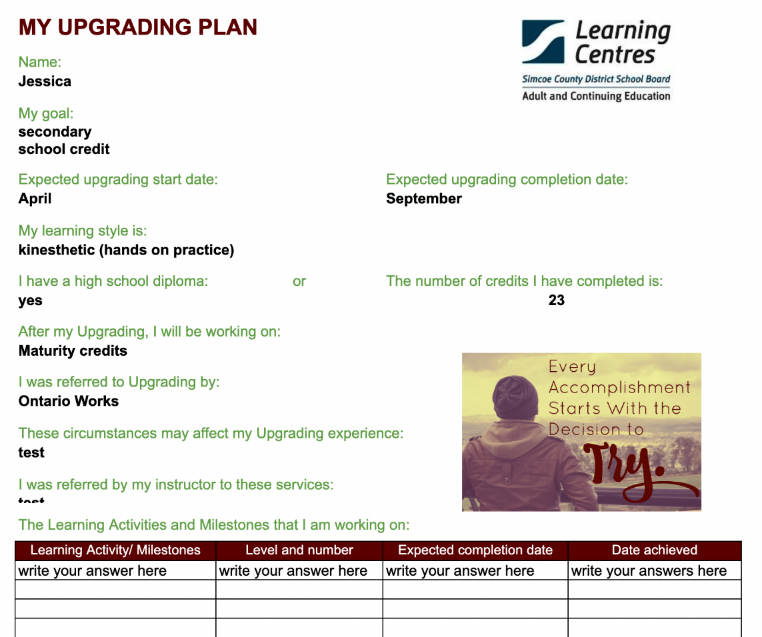 MY UPGRADING PLAN
Learning
Centres
Simcoe County District School Board
Adult and Continuing Education
Name:
Jessica
My goal:
secondary
school credit
Expected upgrading start date:
Expected upgrading completion date:
April
September
My learning style is:
kinesthetic (hands on practice)
I have a high school diploma:
or
The number of credits I have completed is:
yes
23
After my Upgrading, I will be working on:
Maturity credits
I was referred to Upgrading by:
Ontario Works
These circumstances may affect my Upgrading experience:
test
I was referred by my instructor to these services:
test
Every
Accomplishment
Starts With the
Decision to
Try.
The Learning Activities and Milestones that I am working on:
Learning Activity/ Milestones
Level and number
Expected completion date
Date achieved
write your answer here
write your answer here
write your answer here
write your answers here